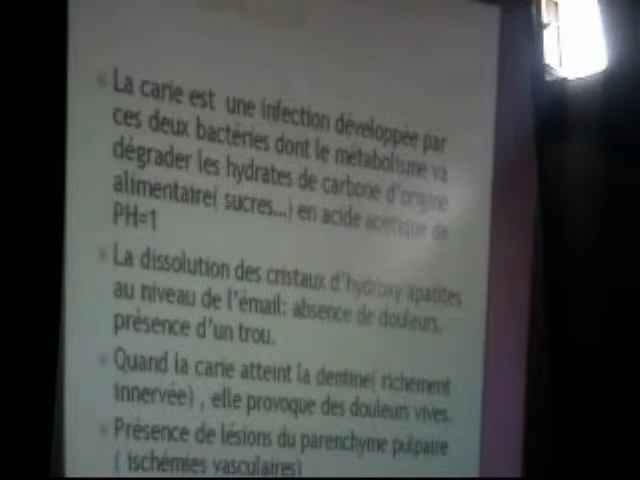 La carie est une infection développée par
ces deux bactéries dont le métabolisme va
dégrader les hydrates de carbone d'origine
alimentaire( sucres...) en acide acétique de
PH=1
La dissolution des cristaux d'hydroxy apatites
au niveau de l'émail: absence de douleurs,
présence d'un trou.
Quand la carie atteint la dentine( richement
innervée) , elle provoque des douleurs vives.
Présence de lésions du parenchyme pulpaire
( ischémies vasculaires)